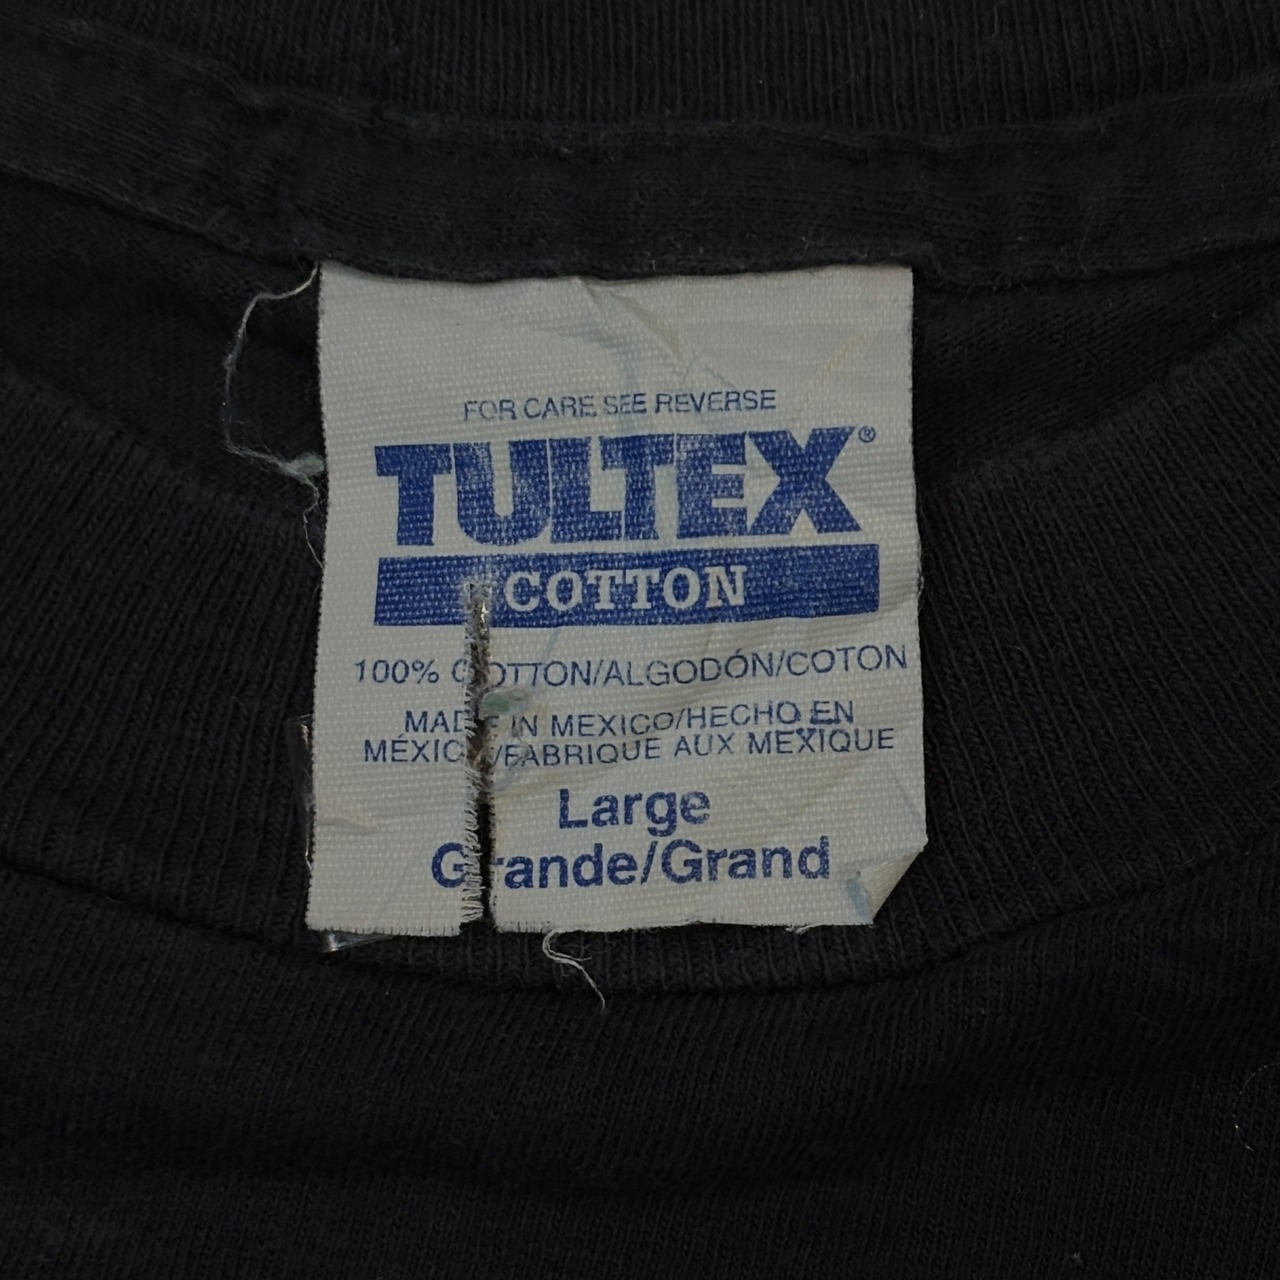 FOR CARE SEE REVERSE
TULTEX®
COTTON
100% COTTON/ALGODÓN/COTON
MADE IN MEXICO/HECHO EN
MÉXICO/FABRIQUE AUX MEXIQUE
Large
Grande/Grand